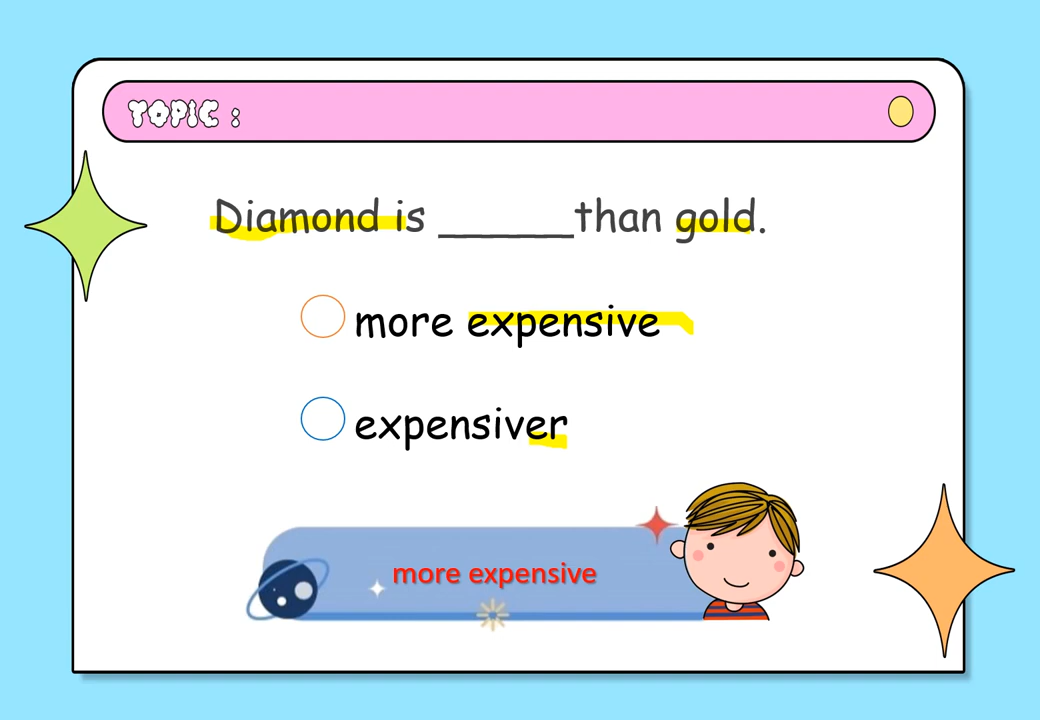 TOPIC :
Diamond is ______than gold.
more expensive
expensiver
more expensive